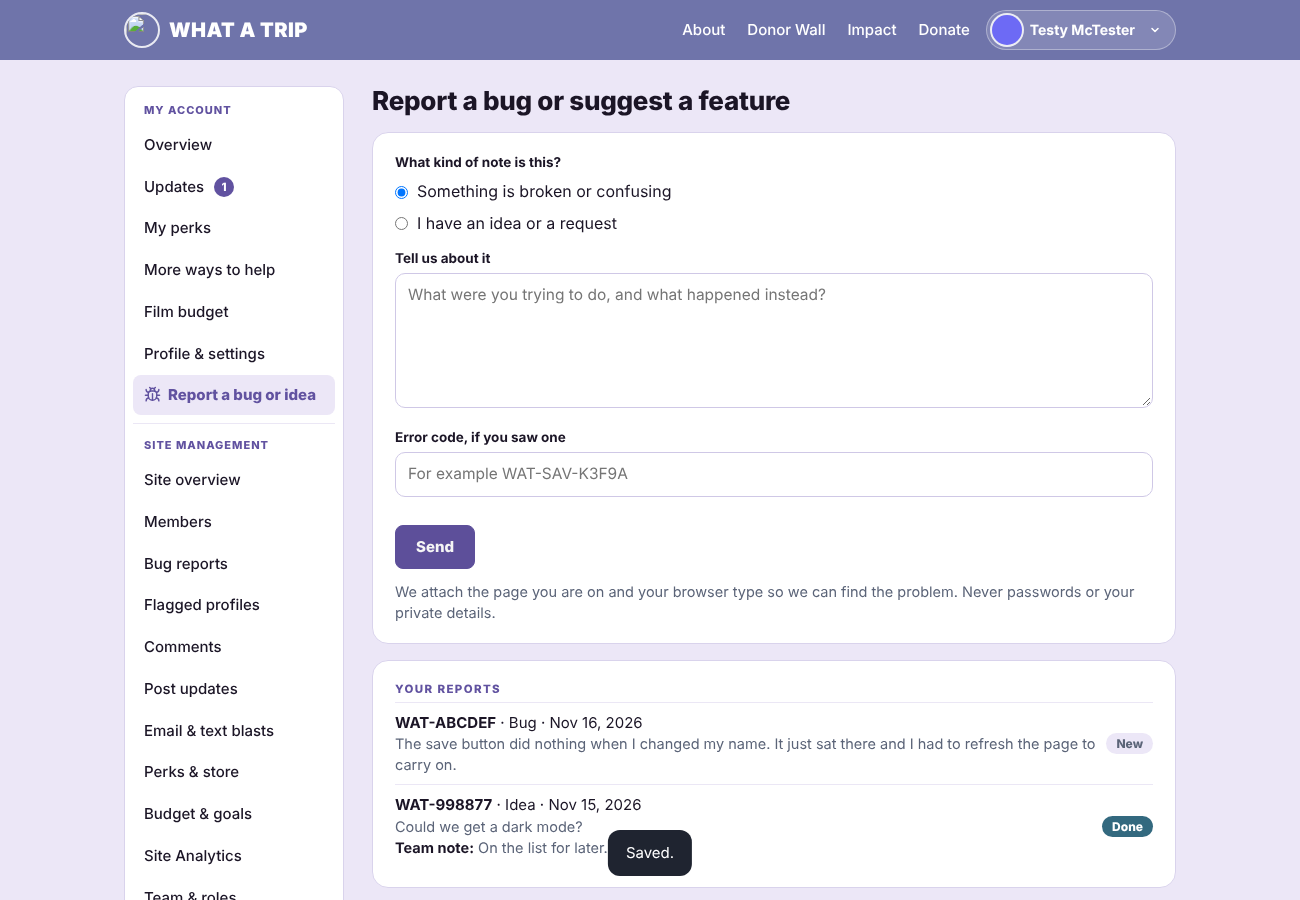 WHAT A TRIP
About
Donor Wall
Impact
Donate
Testy McTester
MY ACCOUNT
Overview
Updates 1
My perks
More ways to help
Film budget
Profile & settings
Report a bug or idea
SITE MANAGEMENT
Site overview
Members
Bug reports
Flagged profiles
Comments
Post updates
Email & text blasts
Perks & store
Budget & goals
Site Analytics
Team & roles
Report a bug or suggest a feature
What kind of note is this?
Something is broken or confusing
I have an idea or a request
Tell us about it
What were you trying to do, and what happened instead?
Error code, if you saw one
For example WAT-SAV-K3F9A
Send
We attach the page you are on and your browser type so we can find the problem. Never passwords or your
private details.
YOUR REPORTS
WAT-ABCDEF · Bug · Nov 16, 2026
The save button did nothing when I changed my name. It just sat there and I had to refresh the page to
carry on.
New
WAT-998877 · Idea · Nov 15, 2026
Could we get a dark mode?
Team note: On the list for later.
Done
Saved.